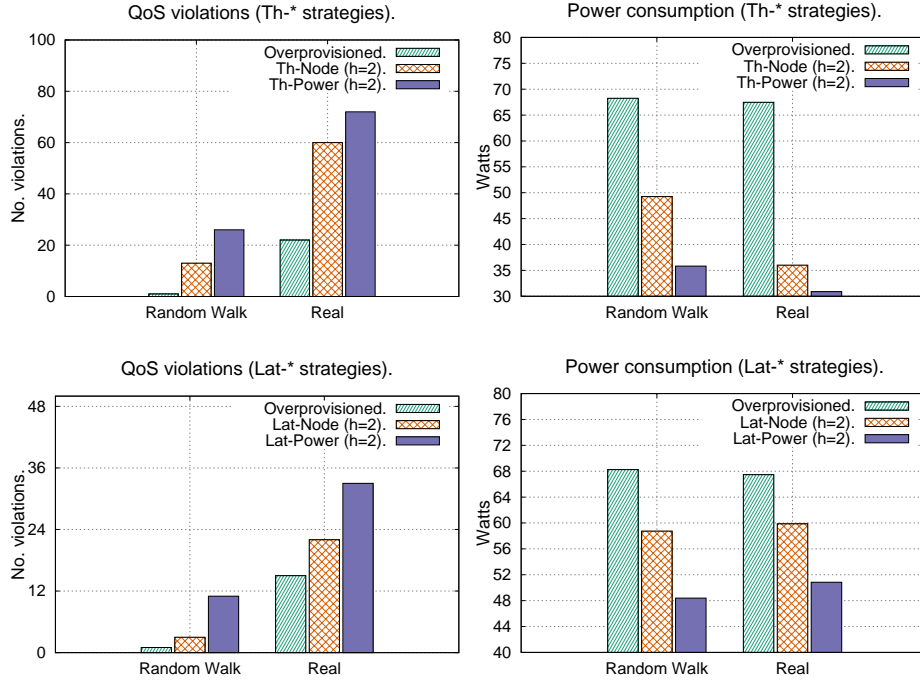 QoS violations (Th-* strategies).
100
80
60
40
20
0
No. violations.
Overprovisioned.
Th-Node (h=2).
Th-Power (h=2).
Random Walk
Real
Power consumption (Th-* strategies).
80
75
70
65
60
55
50
45
40
35
30
Watts
Overprovisioned.
Th-Node (h=2).
Th-Power (h=2).
Random Walk
Real
QoS violations (Lat-* strategies).
48
36
24
12
0
No. violations.
Overprovisioned.
Lat-Node (h=2).
Lat-Power (h=2).
Random Walk
Real
Power consumption (Lat-* strategies).
80
76
72
68
64
60
56
52
48
44
40
Watts
Overprovisioned.
Lat-Node (h=2).
Lat-Power (h=2).
Random Walk
Real